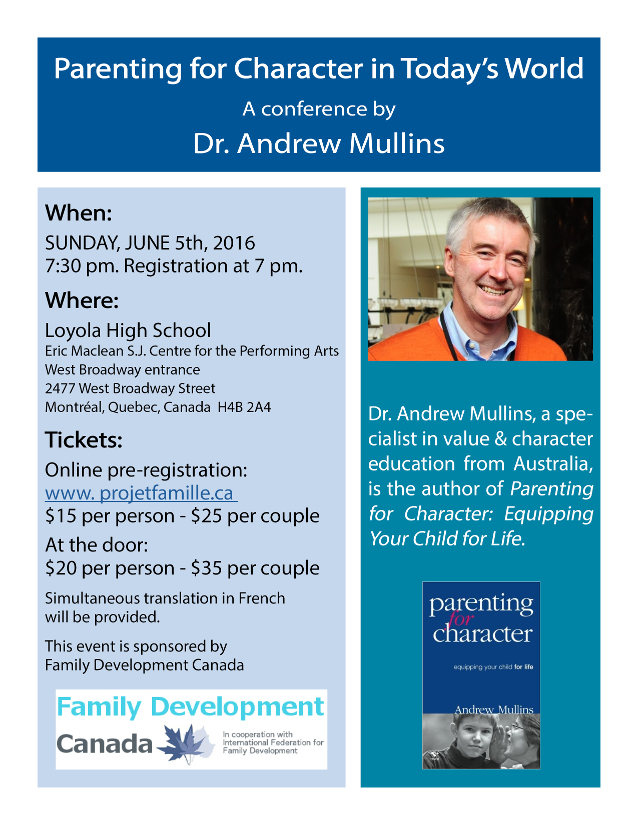 Parenting for Character in Today's World
A conference by
Dr. Andrew Mullins
When:
SUNDAY, JUNE 5th, 2016
7:30 pm. Registration at 7 pm.
Where:
Loyola High School
Eric Maclean S.J. Centre for the Performing Arts
West Broadway entrance
2477 West Broadway Street
Montréal, Quebec, Canada H4B 2A4
Tickets:
Online pre-registration:
www. projetfamille.ca
$15 per person - $25 per couple
At the door:
$20 per person - $35 per couple
Simultaneous translation in French
will be provided.
This event is sponsored by
Family Development Canada
Family Development
Canada
In cooperation with
International Federation for
Family Development
Dr. Andrew Mullins, a spe-
cialist in value & character
education from Australia,
is the author of Parenting
for Character: Equipping
Your Child for Life.
parenting
for
character
equipping your child for life
Andrew Mullins